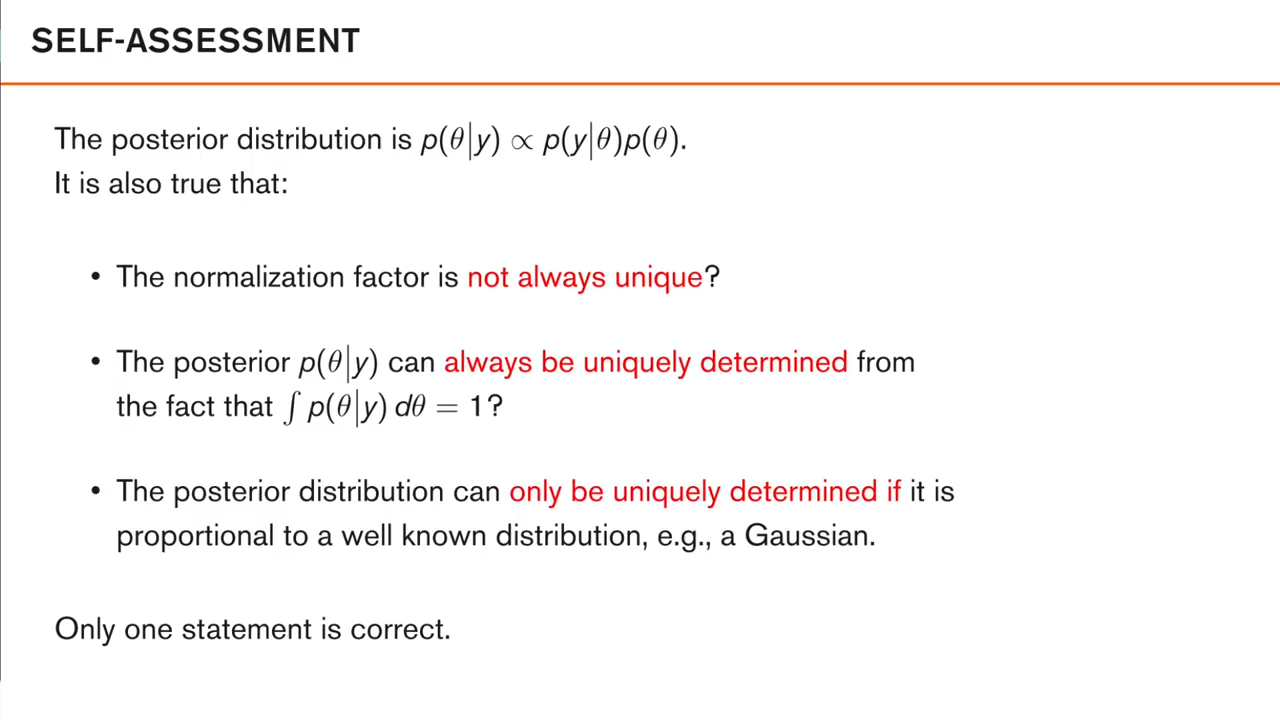 SELF-ASSESSMENT
The posterior distribution is p(θ|y) ∝ p(y|θ)p(θ).
It is also true that:
• The normalization factor is not always unique?
• The posterior p(θ|y) can always be uniquely determined from
the fact that ∫ p(θ|y) dθ = 1?
• The posterior distribution can only be uniquely determined if it is
proportional to a well known distribution, e.g., a Gaussian.
Only one statement is correct.